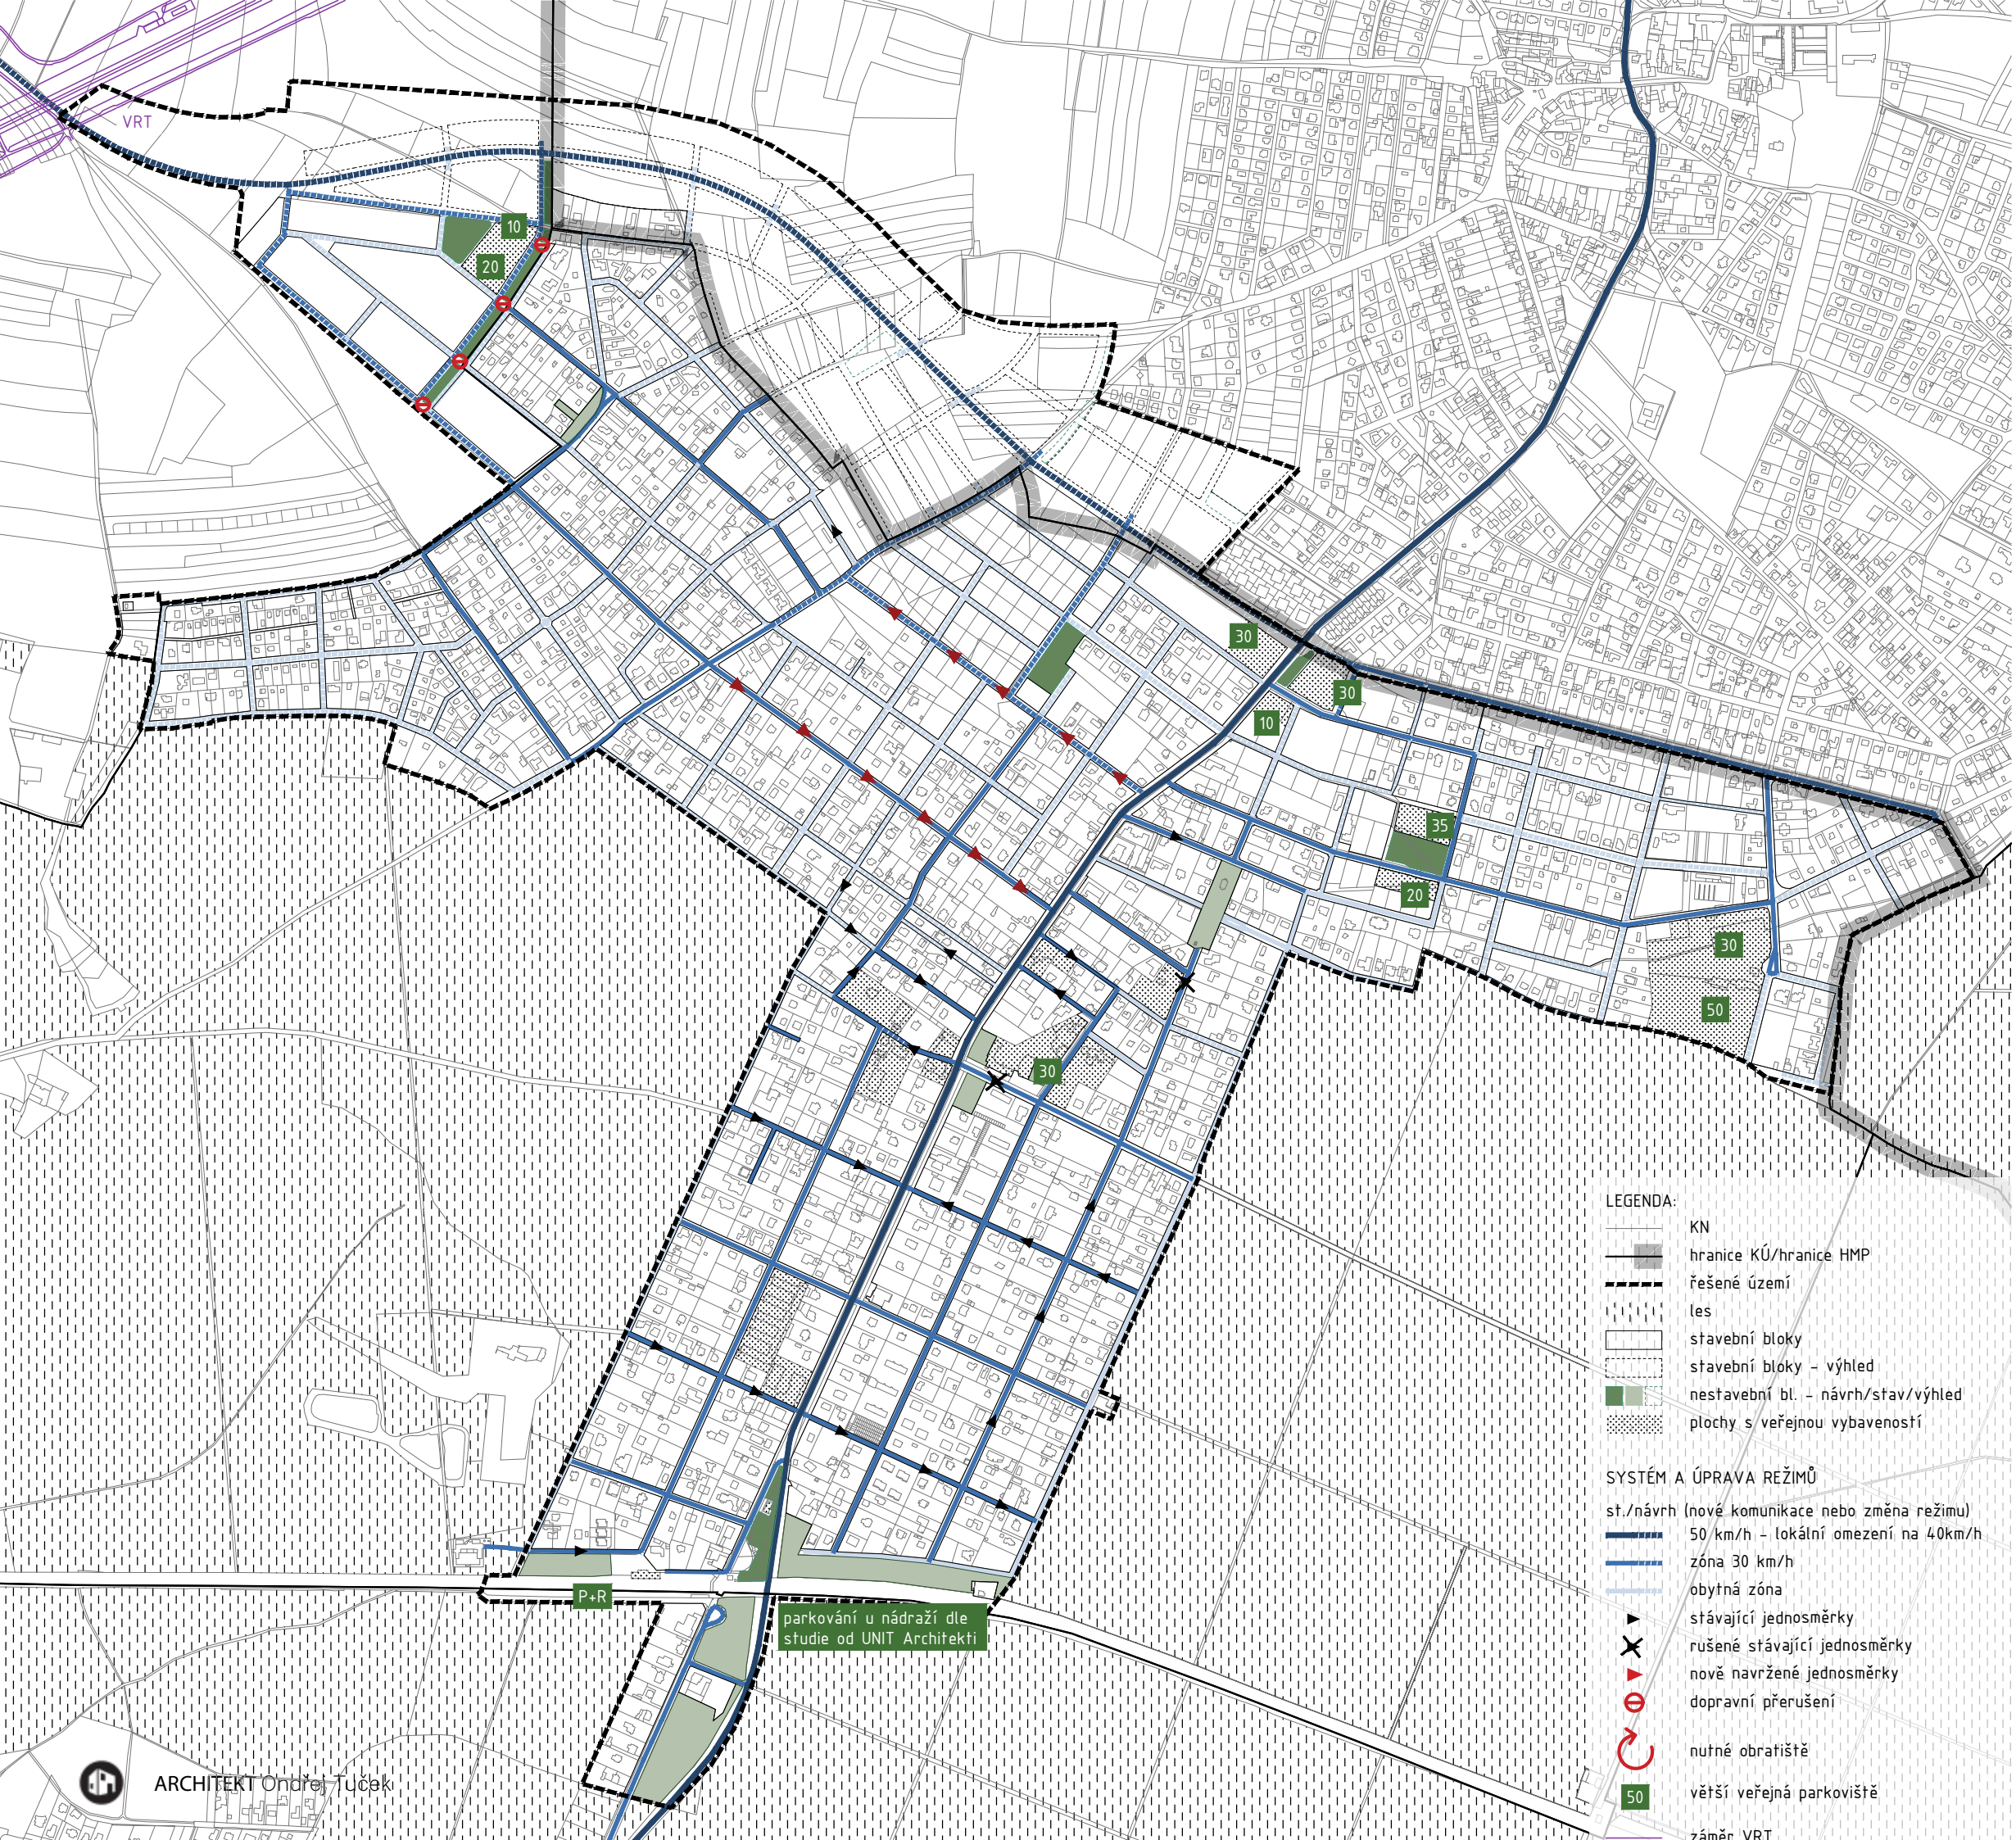 VRT
10
20
30
30
10
35
20
30
50
30
P+R
parkování u nádraží dle
studie od UNIT Architekti
LEGENDA:
KN
hranice KÚ/hranice HMP
řešené území
les
stavební bloky
stavební bloky - výhled
nestavební bl. - návrh/stav/výhled
plochy s veřejnou vybaveností
SYSTÉM A ÚPRAVA REŽIMŮ
st./návrh (nové komunikace nebo změna režimu)
50 km/h - lokální omezení na 40km/h
zóna 30 km/h
obytná zóna
stávající jednosměrky
rušené stávající jednosměrky
nově navržené jednosměrky
dopravní přerušení
nutné obratiště
50 větší veřejná parkoviště
záměr VRT
ARCHITEKT Ondřej Tuček